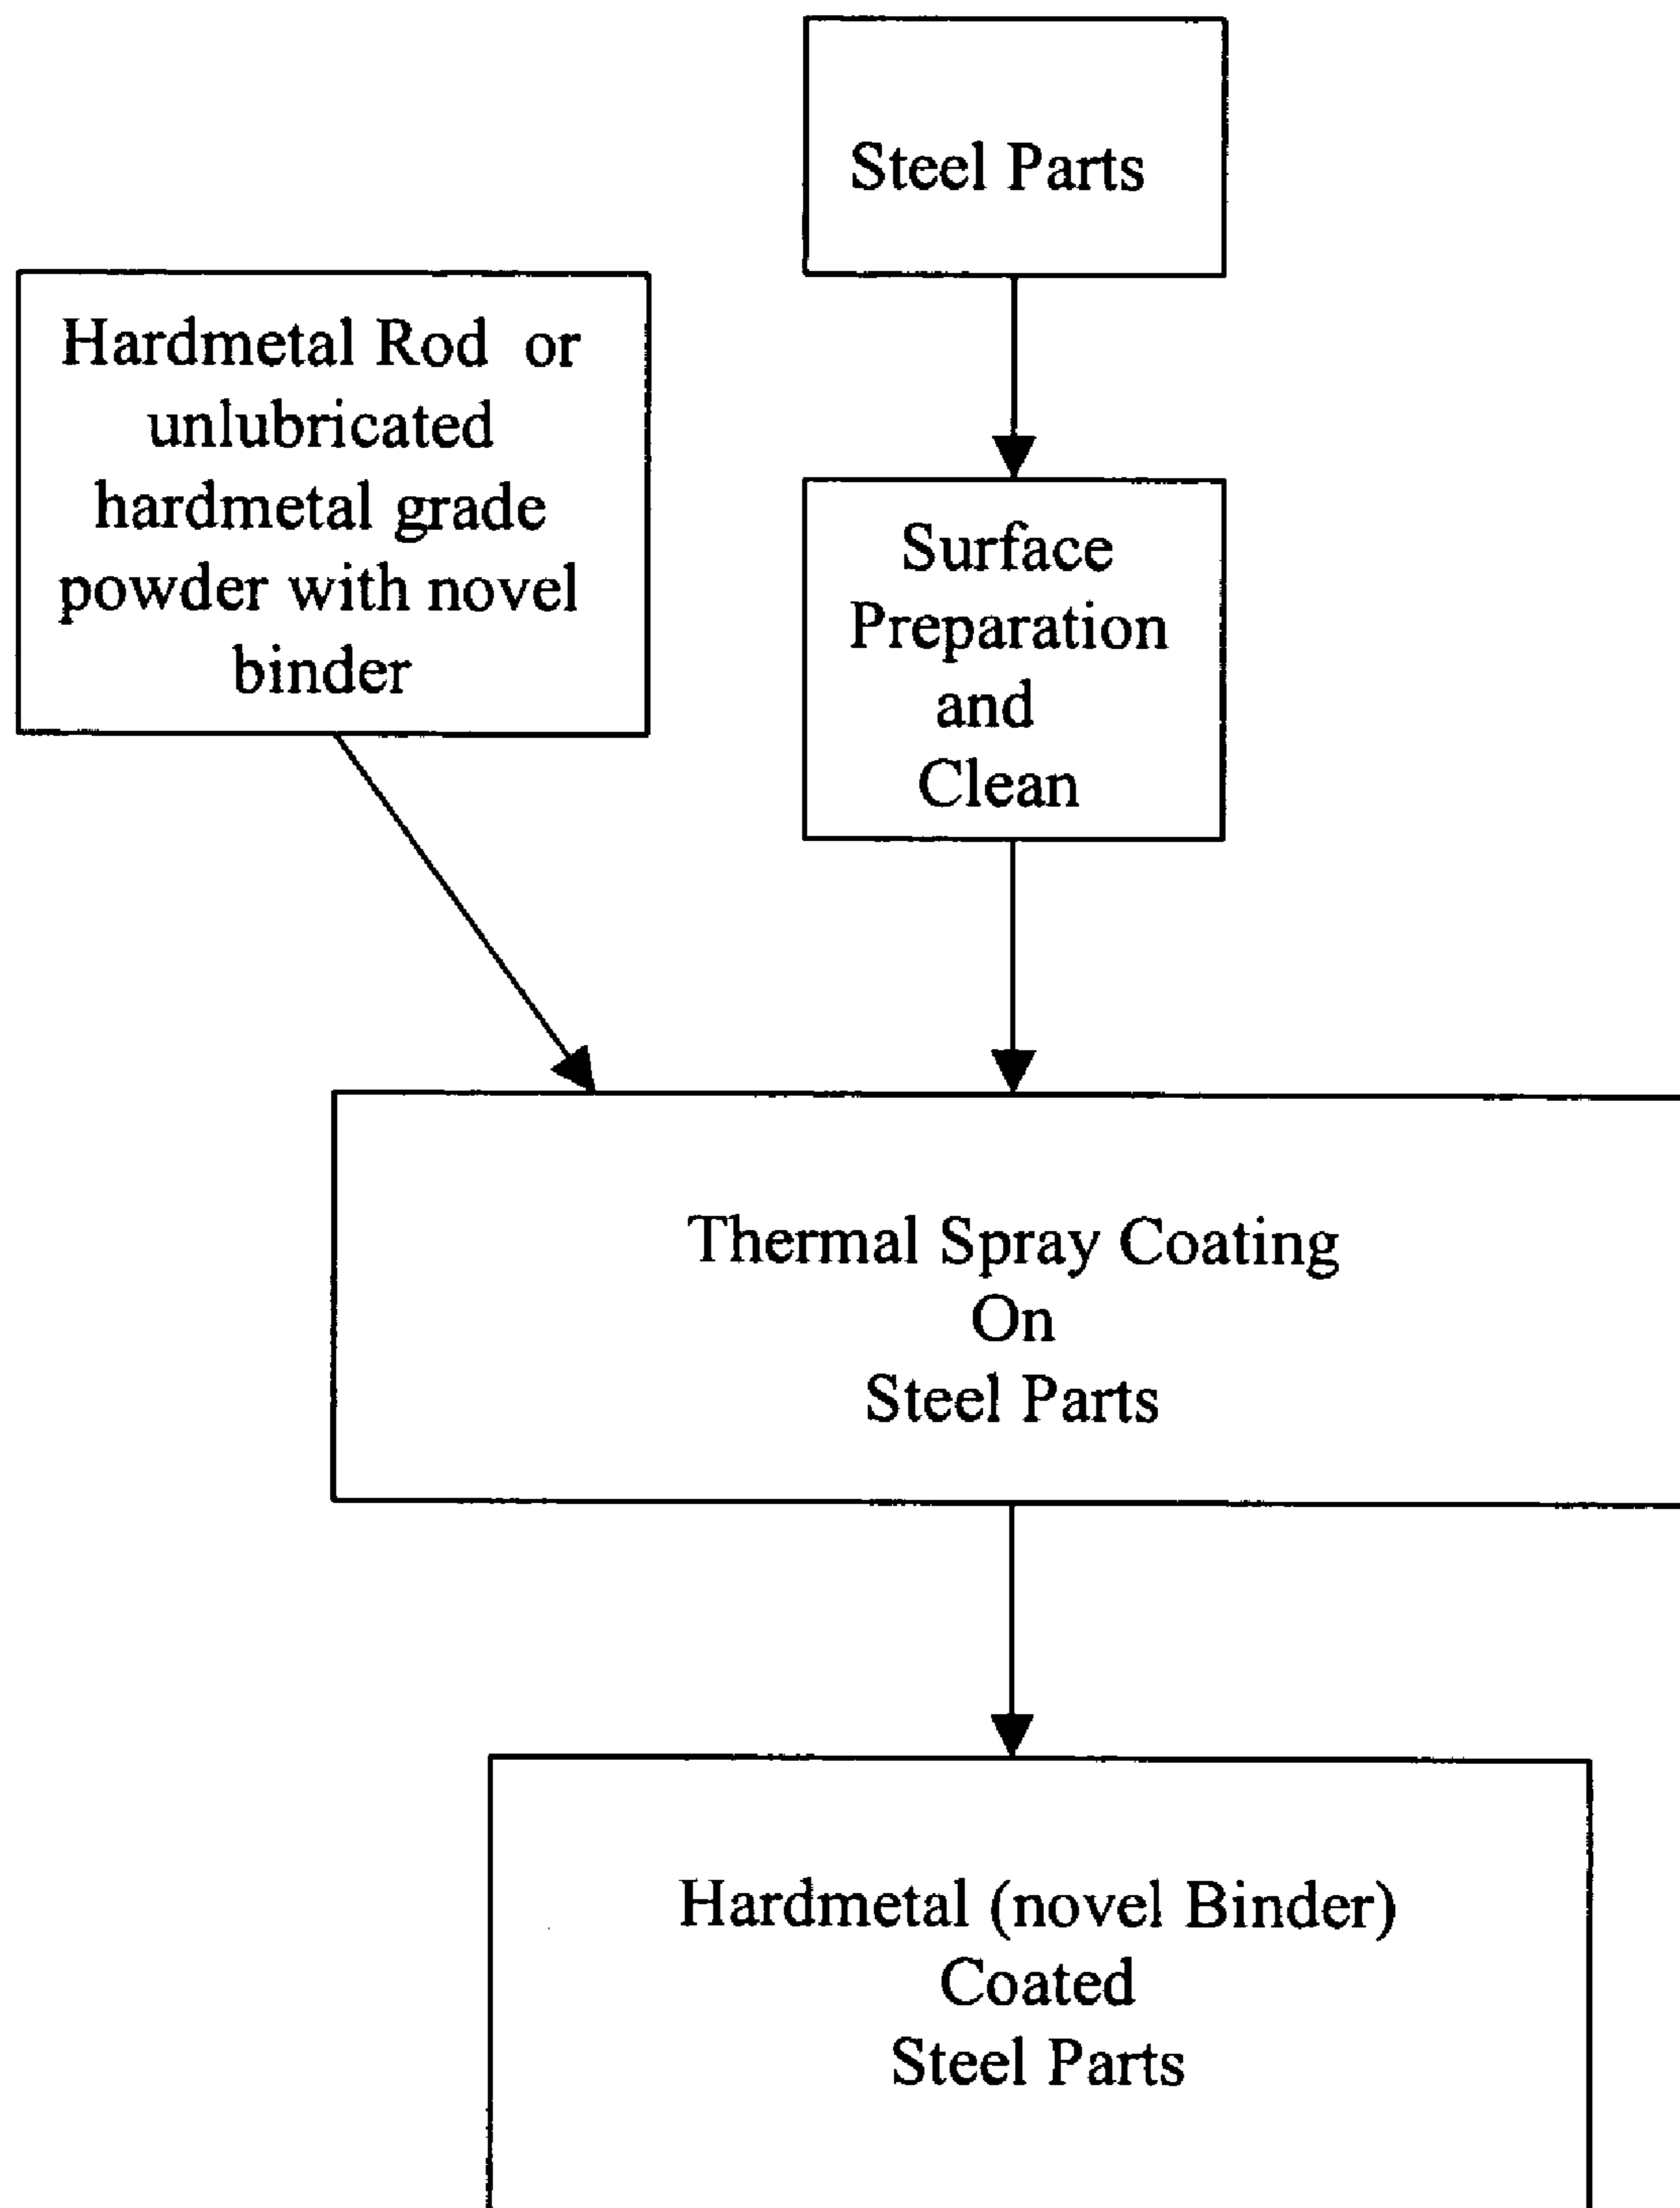 Steel Parts
Hardmetal Rod or
unlubricated
hardmetal grade
powder with novel
binder
Surface
Preparation
and
Clean
Thermal Spray Coating
On
Steel Parts
Hardmetal (novel Binder)
Coated
Steel Parts